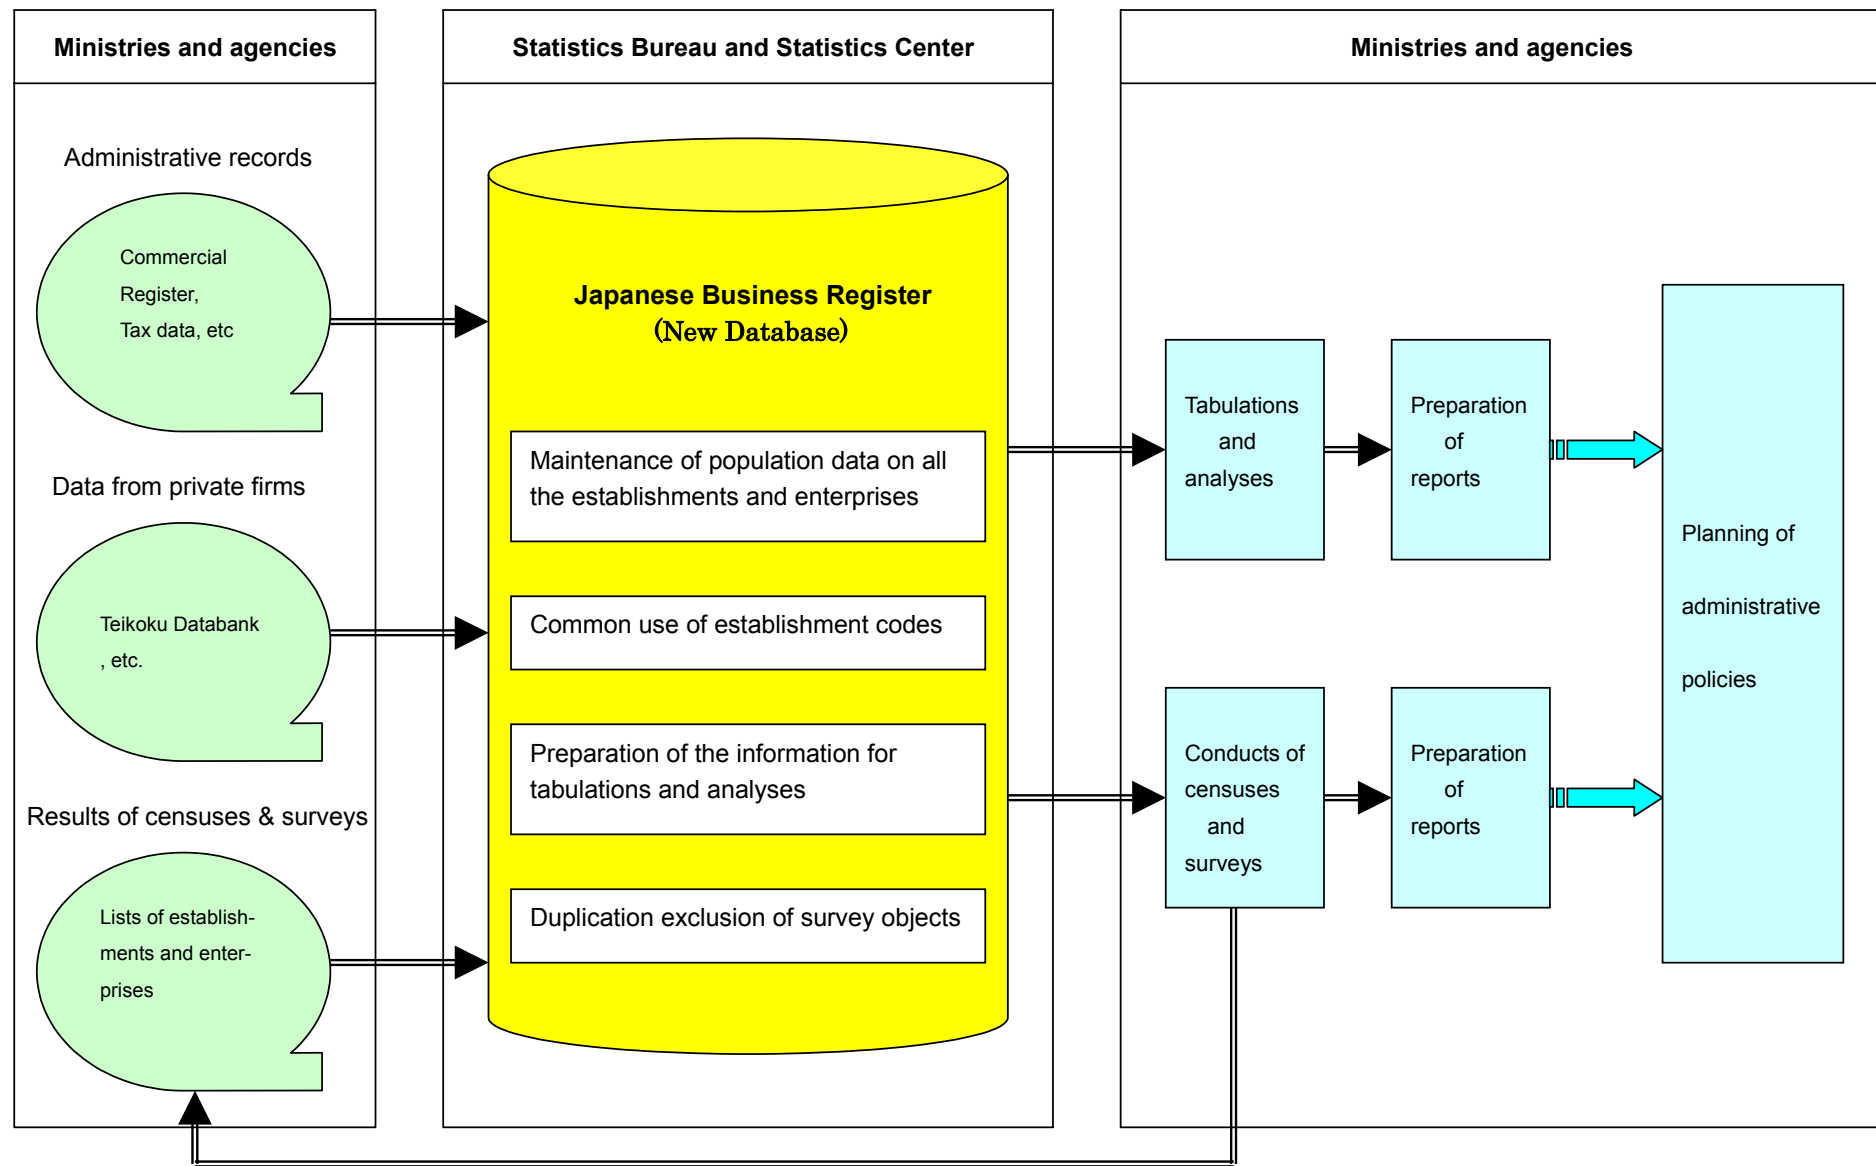 Ministries and agencies
Administrative records
Commercial
Register,
Tax data, etc
Data from private firms
Teikoku Databank
, etc.
Results of censuses & surveys
Lists of establish-
ments and enter-
prises
Statistics Bureau and Statistics Center
Japanese Business Register
(New Database)
Maintenance of population data on all
the establishments and enterprises
Common use of establishment codes
Preparation of the information for
tabulations and analyses
Duplication exclusion of survey objects
Ministries and agencies
Tabulations
and
analyses
Preparation
of
reports
Conducts of
censuses
and
surveys
Preparation
of
reports
Planning of
administrative
policies